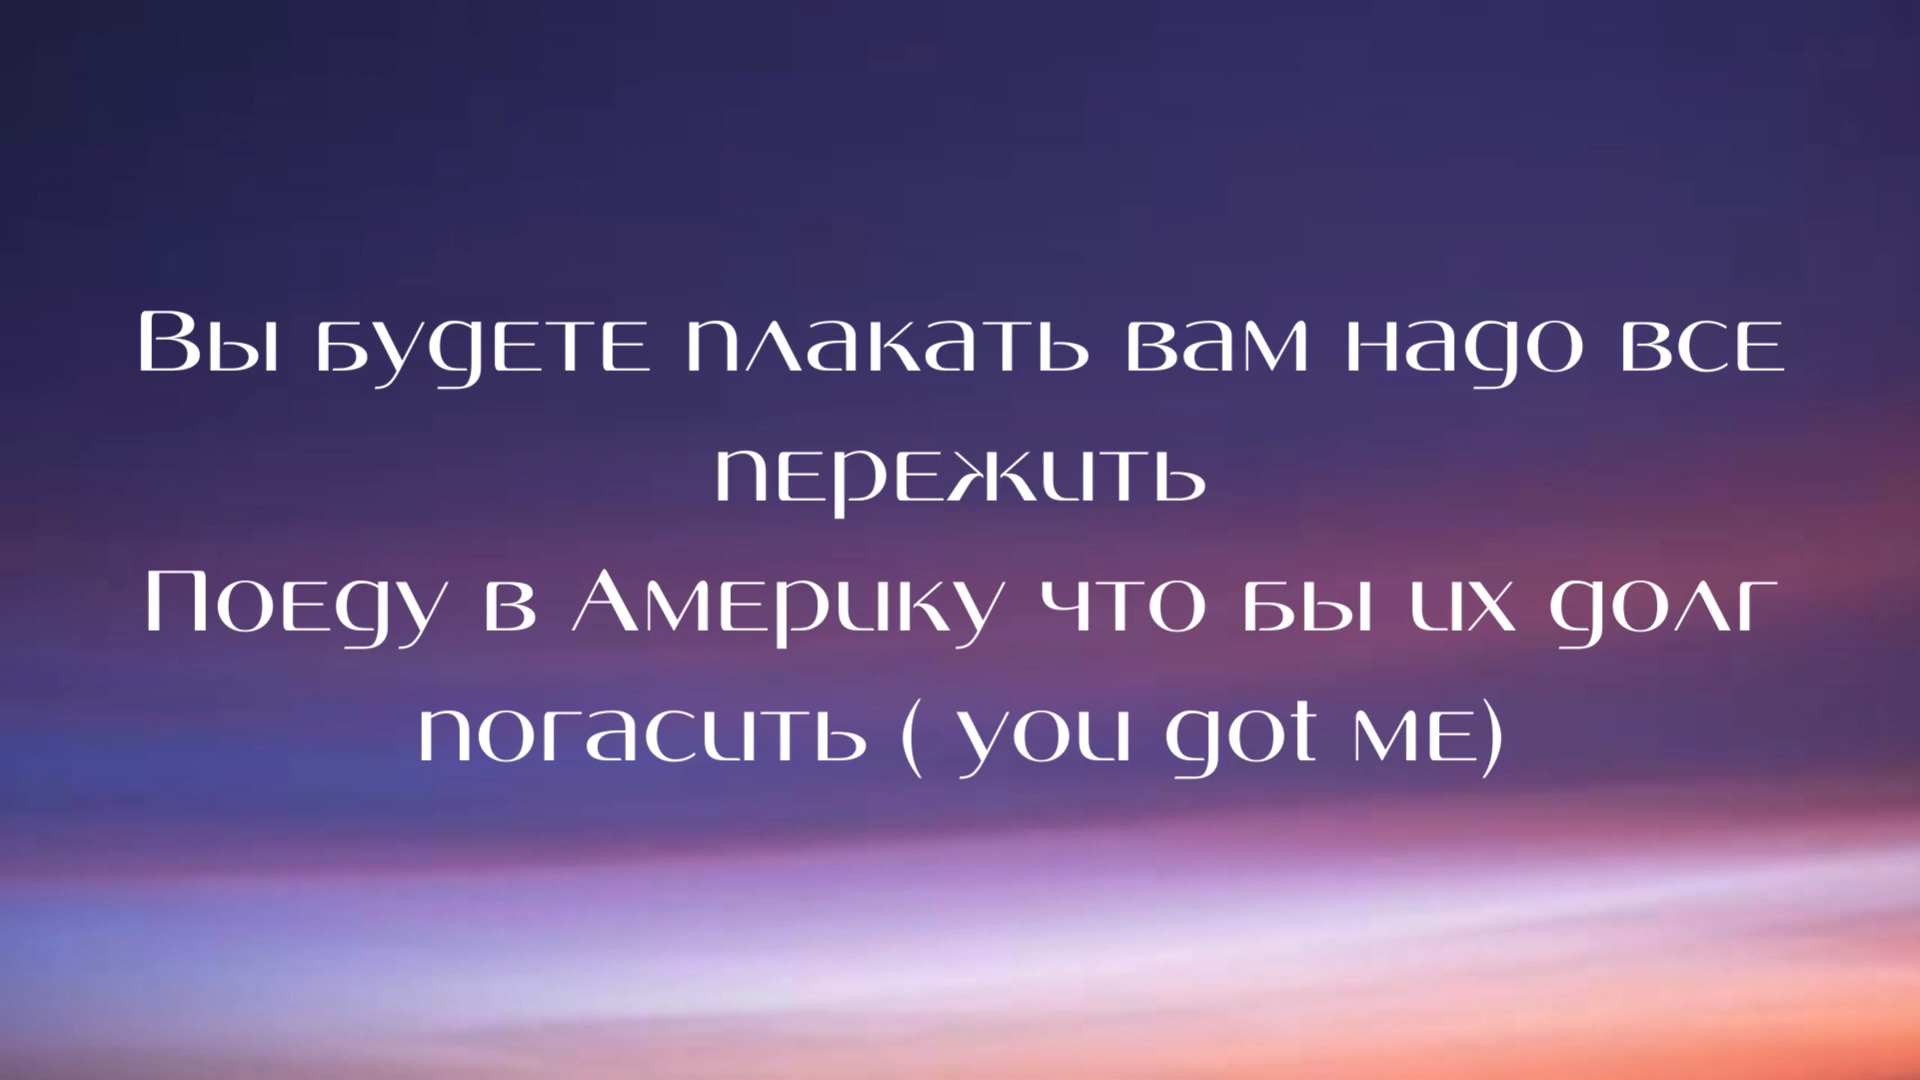 Вы будете плакать вам надо все
пережить
Поеду в Америку что бы их долг
погасить ( you got me)